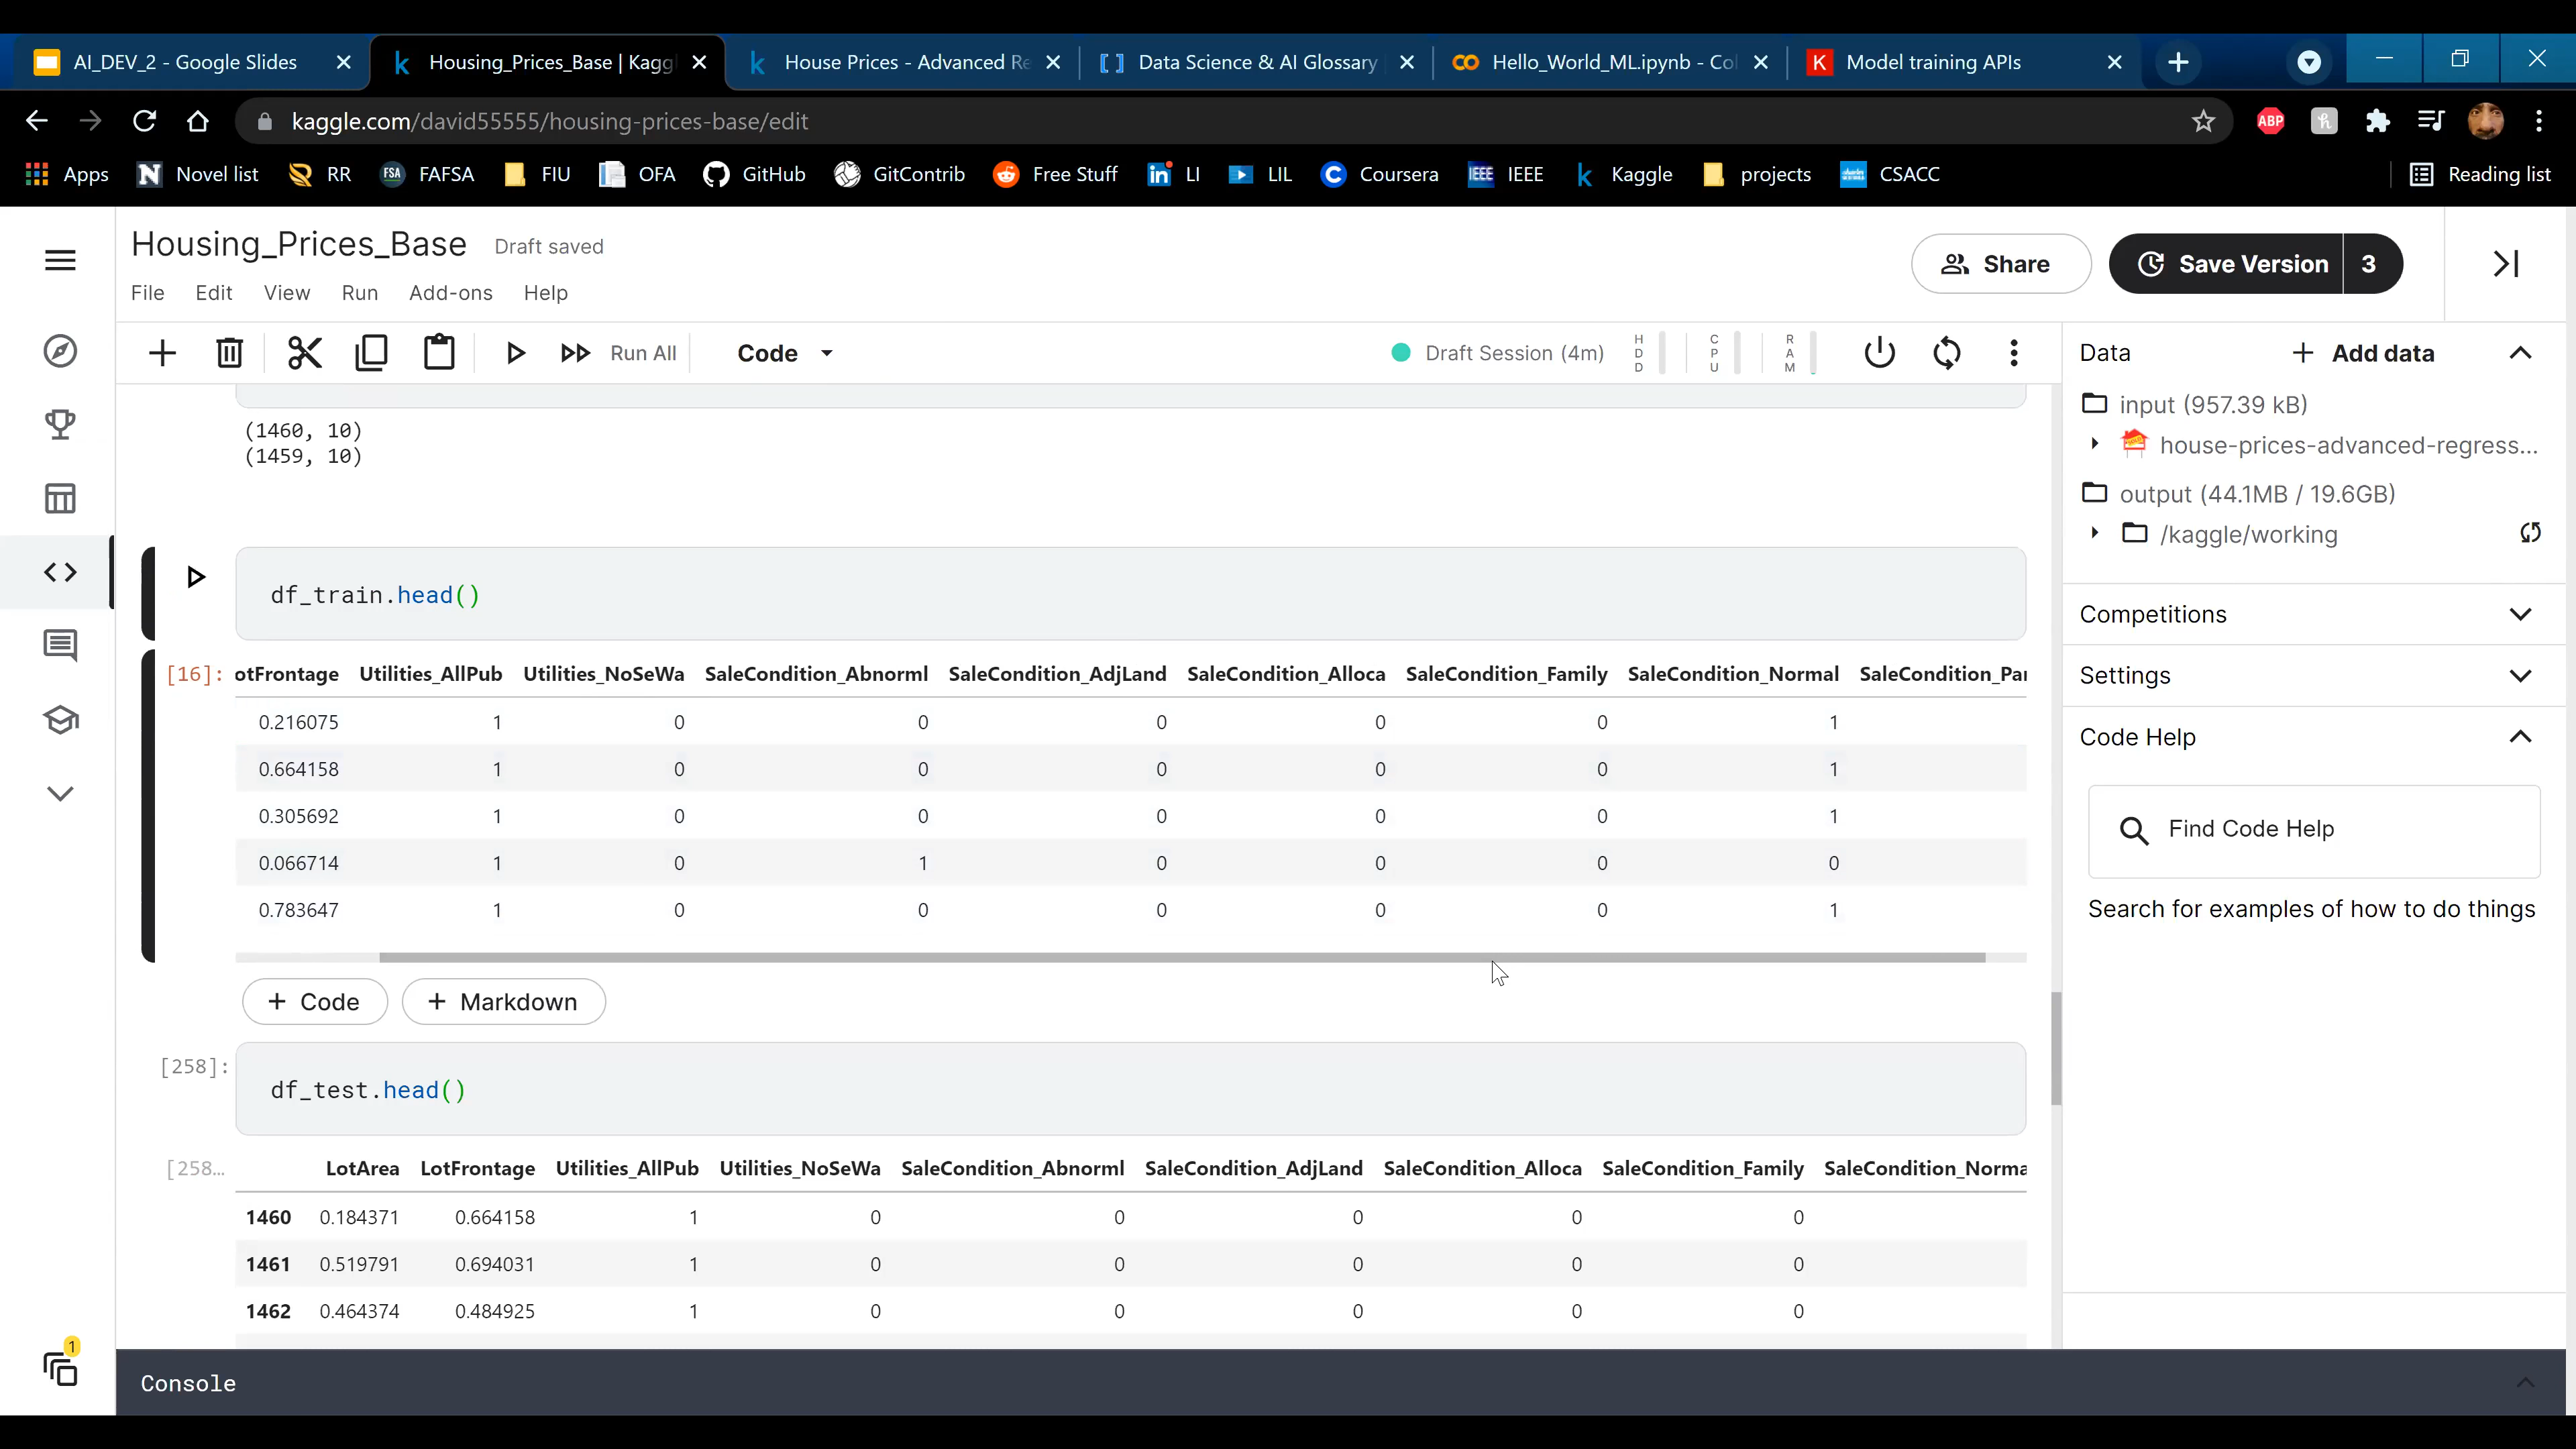 AI_DEV_2 - Google Slides
Housing_Prices_Base | Kaggl
House Prices - Advanced Re
Data Science & AI Glossary
Hello_World_ML.ipynb - Col
K Model training APIs
kaggle.com/david55555/housing-prices-base/edit
ABP
Apps
Novel list
RR
FSA FAFSA
FIU
OFA
GitHub
GitContrib
Free Stuff
LI
LIL
Coursera
IEEE IEEE
Kaggle
projects
CSACC
Reading list
Housing_Prices_Base Draft saved
Share
Save Version 3
File Edit View Run Add-ons Help
Run All
Code
Draft Session (4m)
HDD
CPU
RAM
(1460, 10)
(1459, 10)
df_train.head()
[16]: otFrontage Utilities_AllPub Utilities_NoSeWa SaleCondition_Abnorml SaleCondition_AdjLand SaleCondition_Alloca SaleCondition_Family SaleCondition_Normal SaleCondition_Par
0.216075 1 0 0 0 0 0 1
0.664158 1 0 0 0 0 0 1
0.305692 1 0 0 0 0 0 1
0.066714 1 0 1 0 0 0 0
0.783647 1 0 0 0 0 0 1
+ Code
+ Markdown
[258]:
df_test.head()
[258... LotArea LotFrontage Utilities_AllPub Utilities_NoSeWa SaleCondition_Abnorml SaleCondition_AdjLand SaleCondition_Alloca SaleCondition_Family SaleCondition_Norma
1460 0.184371 0.664158 1 0 0 0 0 0
1461 0.519791 0.694031 1 0 0 0 0 0
1462 0.464374 0.484925 1 0 0 0 0 0
Data
+ Add data
input (957.39 kB)
house-prices-advanced-regress...
output (44.1MB / 19.6GB)
/kaggle/working
Competitions
Settings
Code Help
Find Code Help
Search for examples of how to do things
1
Console